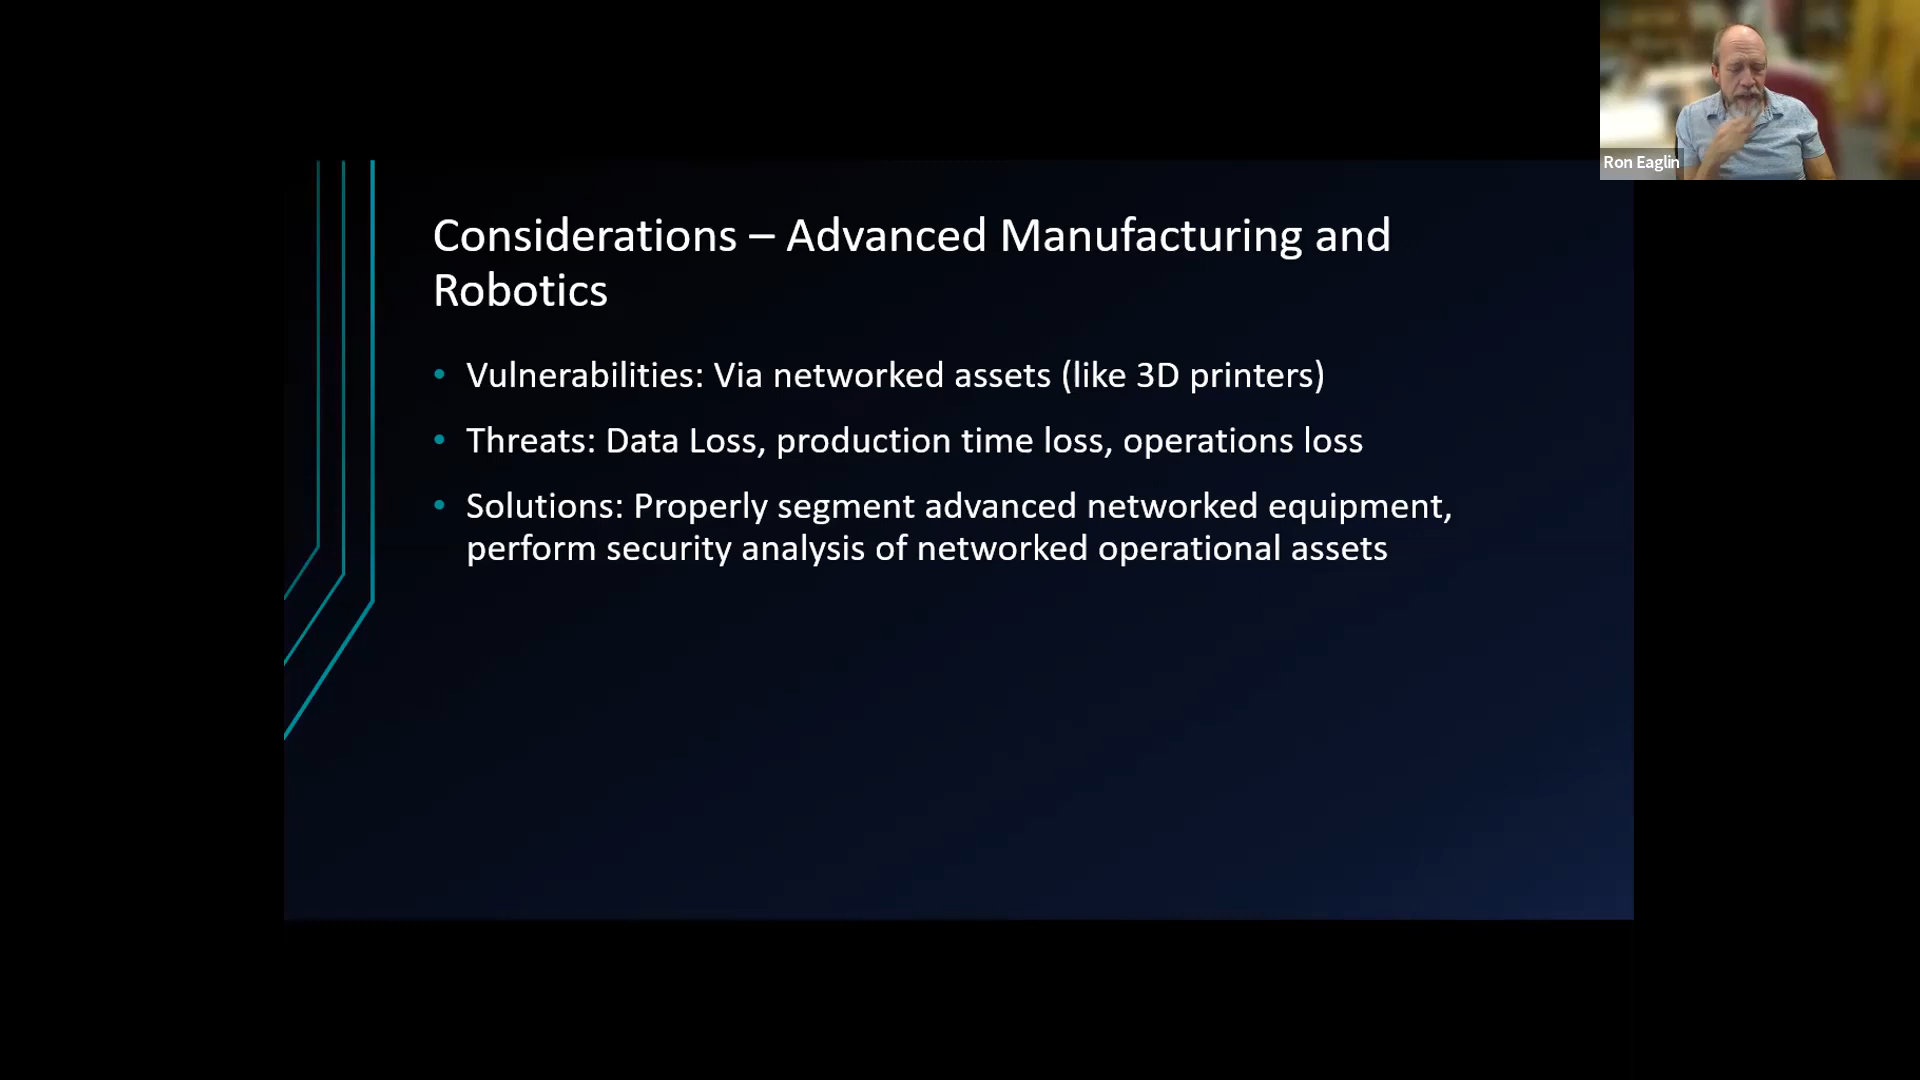 Ron Eaglin
Considerations – Advanced Manufacturing and
Robotics
• Vulnerabilities: Via networked assets (like 3D printers)
• Threats: Data Loss, production time loss, operations loss
• Solutions: Properly segment advanced networked equipment,
perform security analysis of networked operational assets